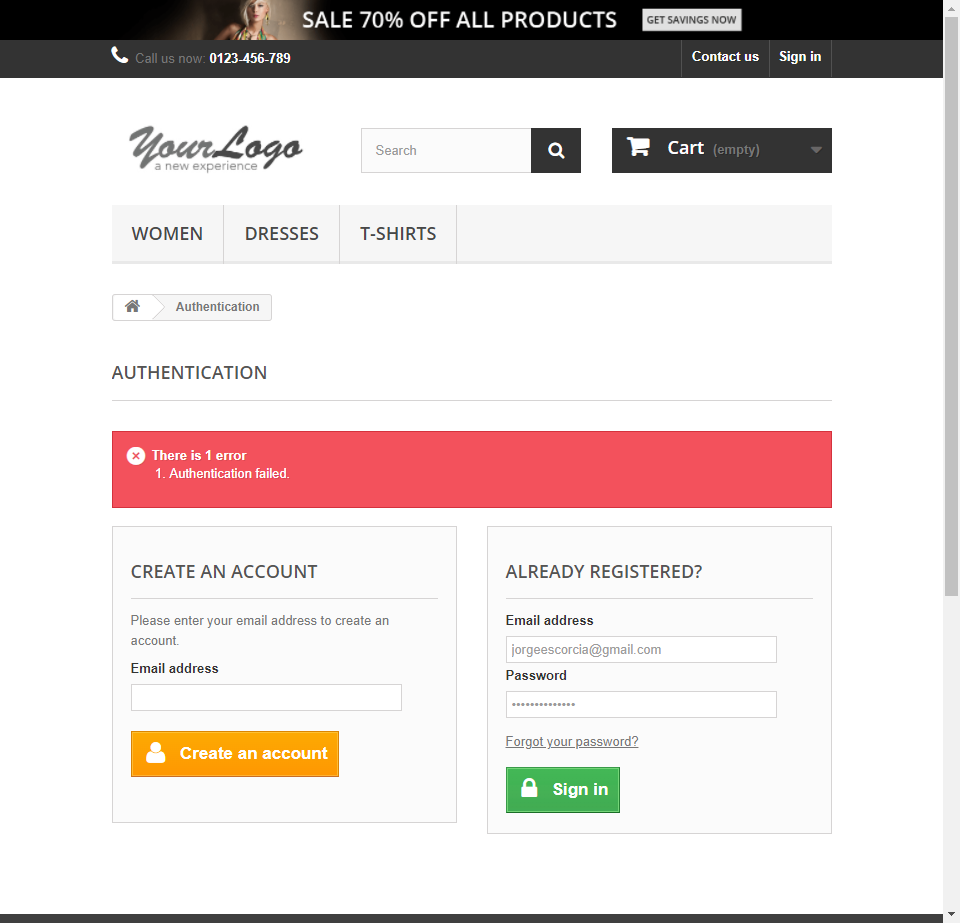 SALE 70% OFF ALL PRODUCTS GET SAVINGS NOW
Call us now: 0123-456-789 Contact us Sign in
YourLogo
a new experience
Search
Cart (empty)
WOMEN DRESSES T-SHIRTS
Authentication
AUTHENTICATION
There is 1 error
1. Authentication failed.
CREATE AN ACCOUNT
Please enter your email address to create an
account.
Email address
Create an account
ALREADY REGISTERED?
Email address
jorgeescorcia@gmail.com
Password
••••••••••••••
Forgot your password?
Sign in